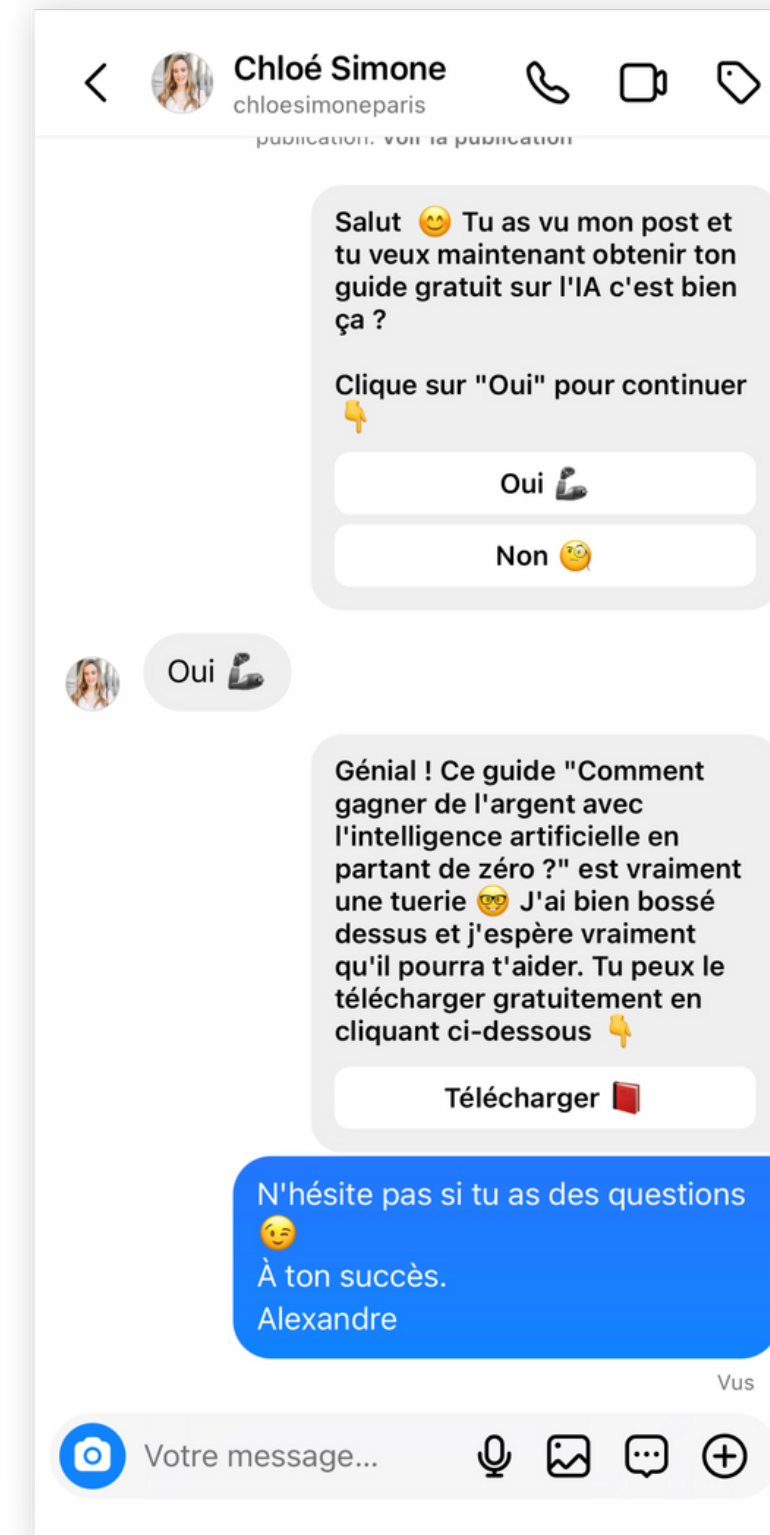 Chloé Simone
chloesimoneparis
publication. Voir la publication
Salut 😊 Tu as vu mon post et
tu veux maintenant obtenir ton
guide gratuit sur l'IA c'est bien
ça ?
Clique sur "Oui" pour continuer
👇
Oui 🦾
Non 🧐
Oui 🦾
Génial ! Ce guide "Comment
gagner de l'argent avec
l'intelligence artificielle en
partant de zéro ?" est vraiment
une tuerie 🤓 J'ai bien bossé
dessus et j'espère vraiment
qu'il pourra t'aider. Tu peux le
télécharger gratuitement en
cliquant ci-dessous 👇
Télécharger 📕
N'hésite pas si tu as des questions
😉
À ton succès.
Alexandre
Vus
Votre message...